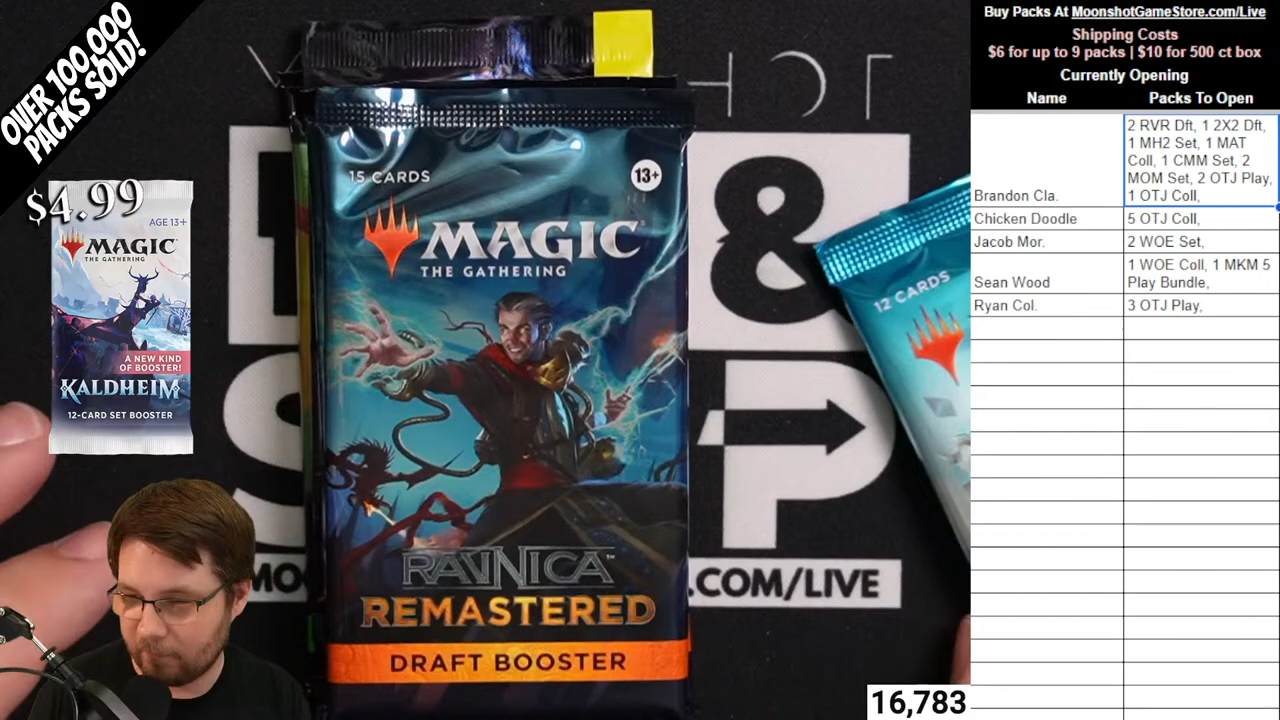 OVER 100,000
PACKS SOLD!
$4.99
AGE 13+
MAGIC
THE GATHERING
A NEW KIND
OF BOOSTER!
KALDHEIM
12-CARD SET BOOSTER
15 CARDS
13+
MAGIC
THE GATHERING
RAVNICA™
REMASTERED
DRAFT BOOSTER
12 CARDS
&
.COM/LIVE
16,783
Buy Packs At MoonshotGameStore.com/Live
Shipping Costs
$6 for up to 9 packs | $10 for 500 ct box
Currently Opening
Name Packs To Open
Brandon Cla. 2 RVR Dft, 1 2X2 Dft,
1 MH2 Set, 1 MAT
Coll, 1 CMM Set, 2
MOM Set, 2 OTJ Play,
1 OTJ Coll,
Chicken Doodle 5 OTJ Coll,
Jacob Mor. 2 WOE Set,
Sean Wood 1 WOE Coll, 1 MKM 5
Play Bundle,
Ryan Col. 3 OTJ Play,